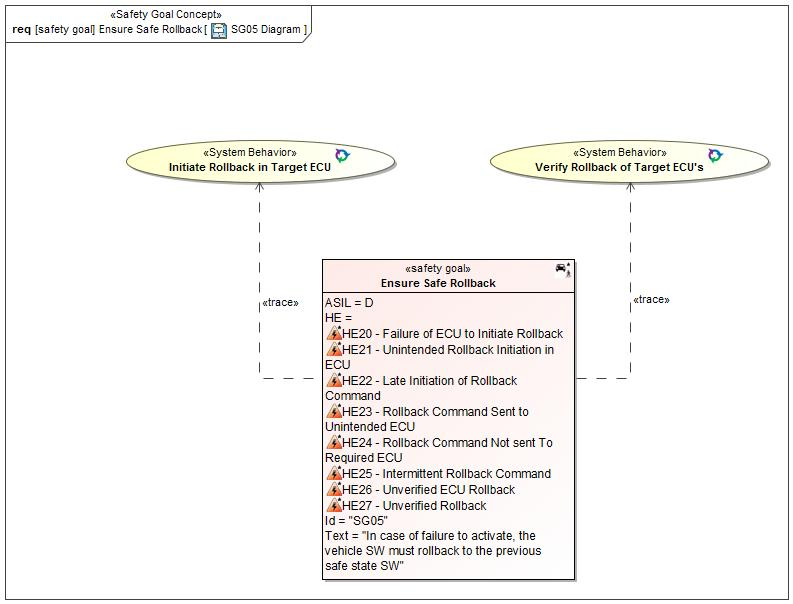 «Safety Goal Concept»
req [safety goal] Ensure Safe Rollback [ SG05 Diagram ]
«System Behavior»
Initiate Rollback in Target ECU
«System Behavior»
Verify Rollback of Target ECU's
«safety goal»
Ensure Safe Rollback
«trace»
«trace»
ASIL = D
HE =
HE20 - Failure of ECU to Initiate Rollback
HE21 - Unintended Rollback Initiation in
ECU
HE22 - Late Initiation of Rollback
Command
HE23 - Rollback Command Sent to
Unintended ECU
HE24 - Rollback Command Not sent To
Required ECU
HE25 - Intermittent Rollback Command
HE26 - Unverified ECU Rollback
HE27 - Unverified Rollback
Id = "SG05"
Text = "In case of failure to activate, the
vehicle SW must rollback to the previous
safe state SW"